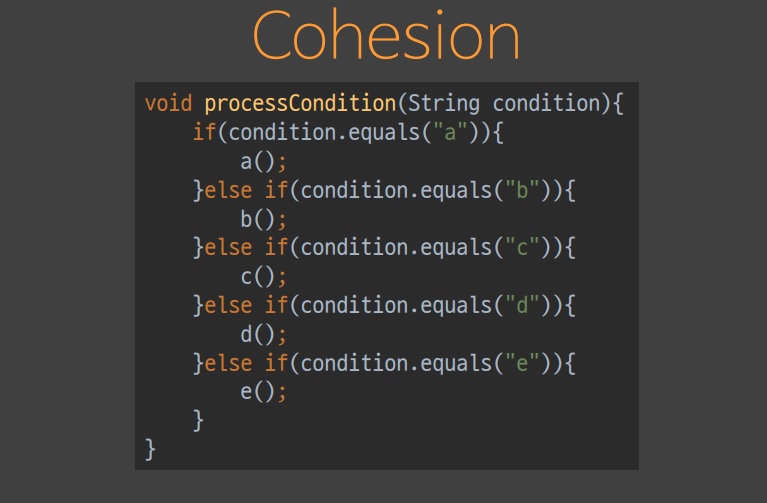 Cohesion
void processCondition(String condition){
    if(condition.equals("a")){
        a();
    }else if(condition.equals("b")){
        b();
    }else if(condition.equals("c")){
        c();
    }else if(condition.equals("d")){
        d();
    }else if(condition.equals("e")){
        e();
    }
}